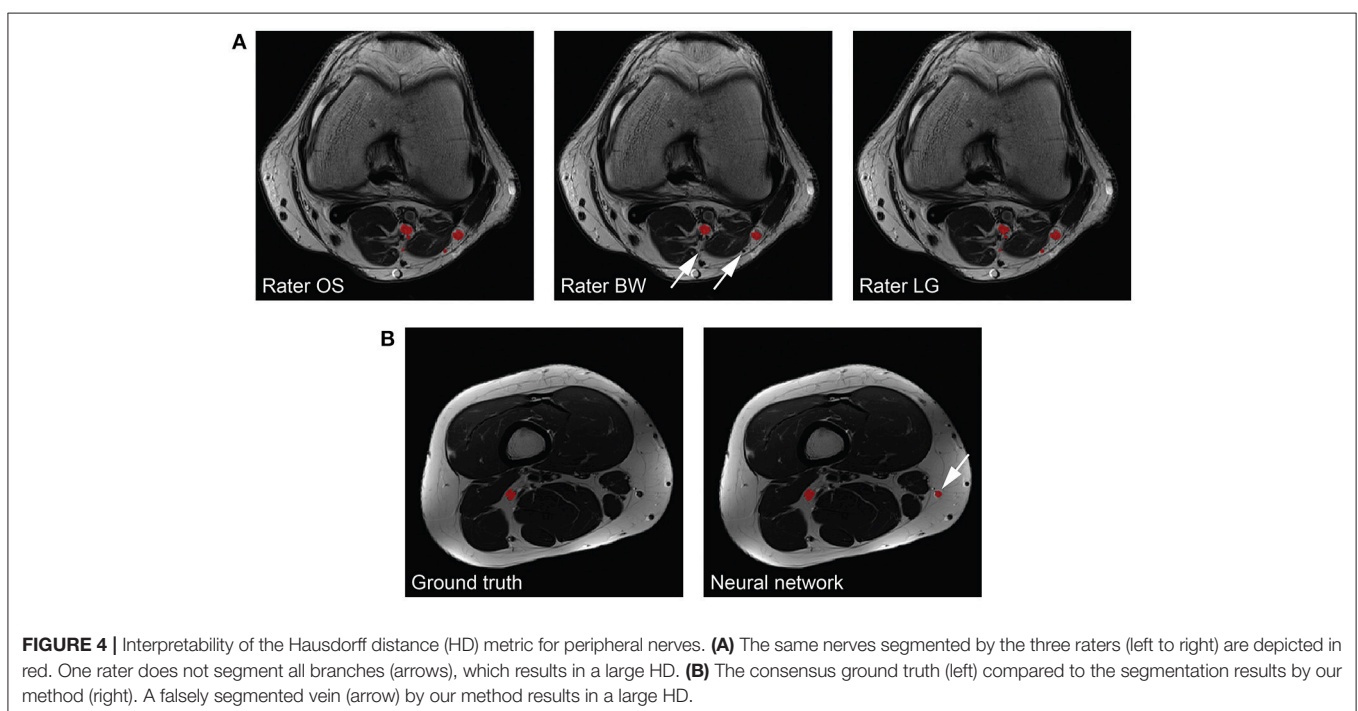 A
Rater OS
Rater BW
Rater LG
B
Ground truth
Neural network
FIGURE 4 | Interpretability of the Hausdorff distance (HD) metric for peripheral nerves. (A) The same nerves segmented by the three raters (left to right) are depicted in
red. One rater does not segment all branches (arrows), which results in a large HD. (B) The consensus ground truth (left) compared to the segmentation results by our
method (right). A falsely segmented vein (arrow) by our method results in a large HD.